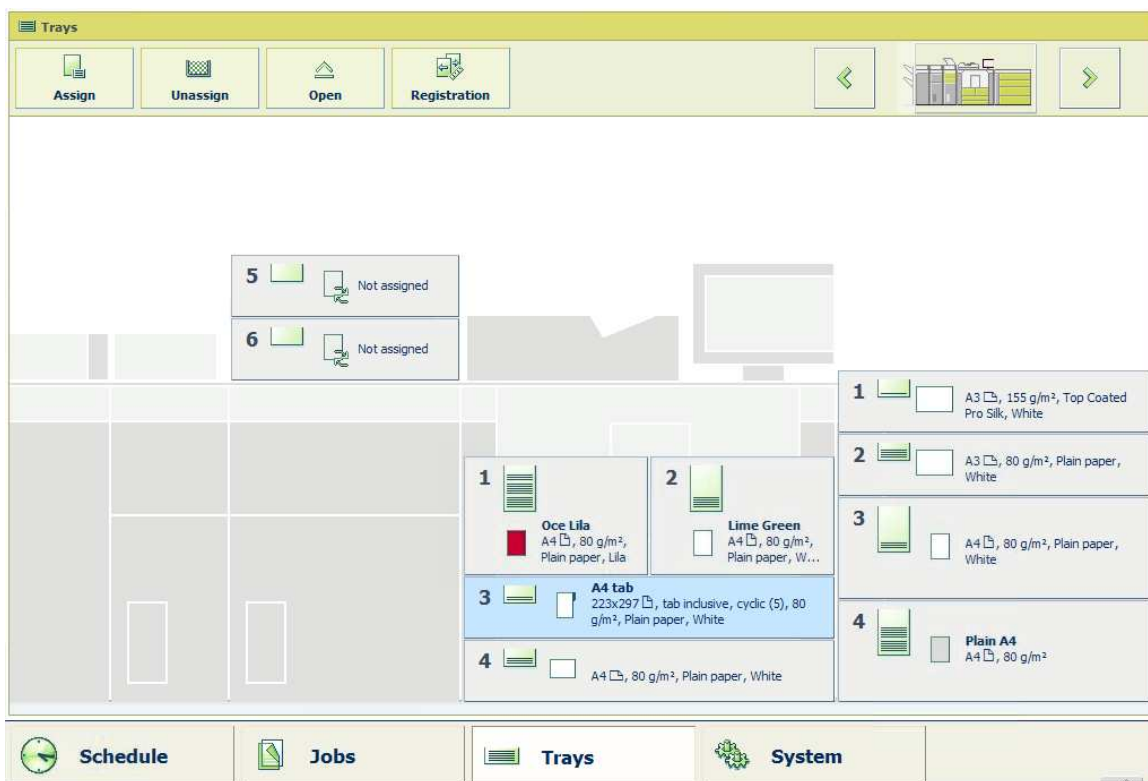 Trays
Assign
Unassign
Open
Registration
5 Not assigned
6 Not assigned
1
Oce Lila
A4, 80 g/m²,
Plain paper, Lila
2
Lime Green
A4, 80 g/m²,
Plain paper, W...
3 A4 tab
223x297, tab inclusive, cyclic (5), 80
g/m², Plain paper, White
4 A4, 80 g/m², Plain paper, White
1 A3, 155 g/m², Top Coated
Pro Silk, White
2 A3, 80 g/m², Plain paper,
White
3
A4, 80 g/m², Plain paper,
White
4
Plain A4
A4, 80 g/m²
Schedule
Jobs
Trays
System